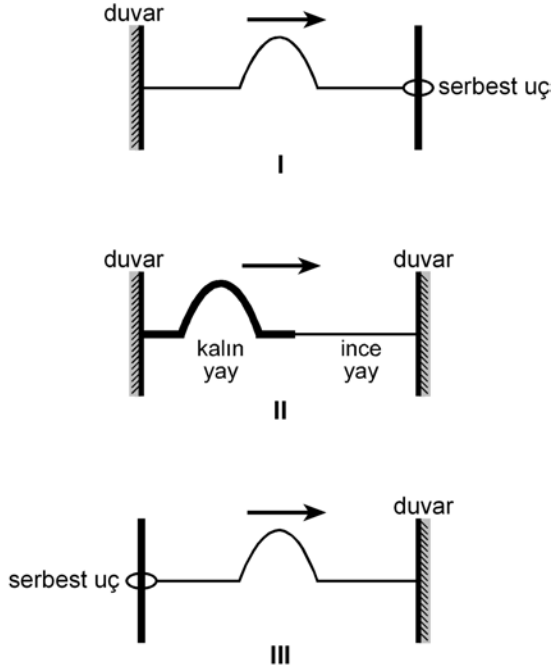 duvar
serbest uç
I
duvar
duvar
kalın
yay
ince
yay
II
duvar
serbest uç
III